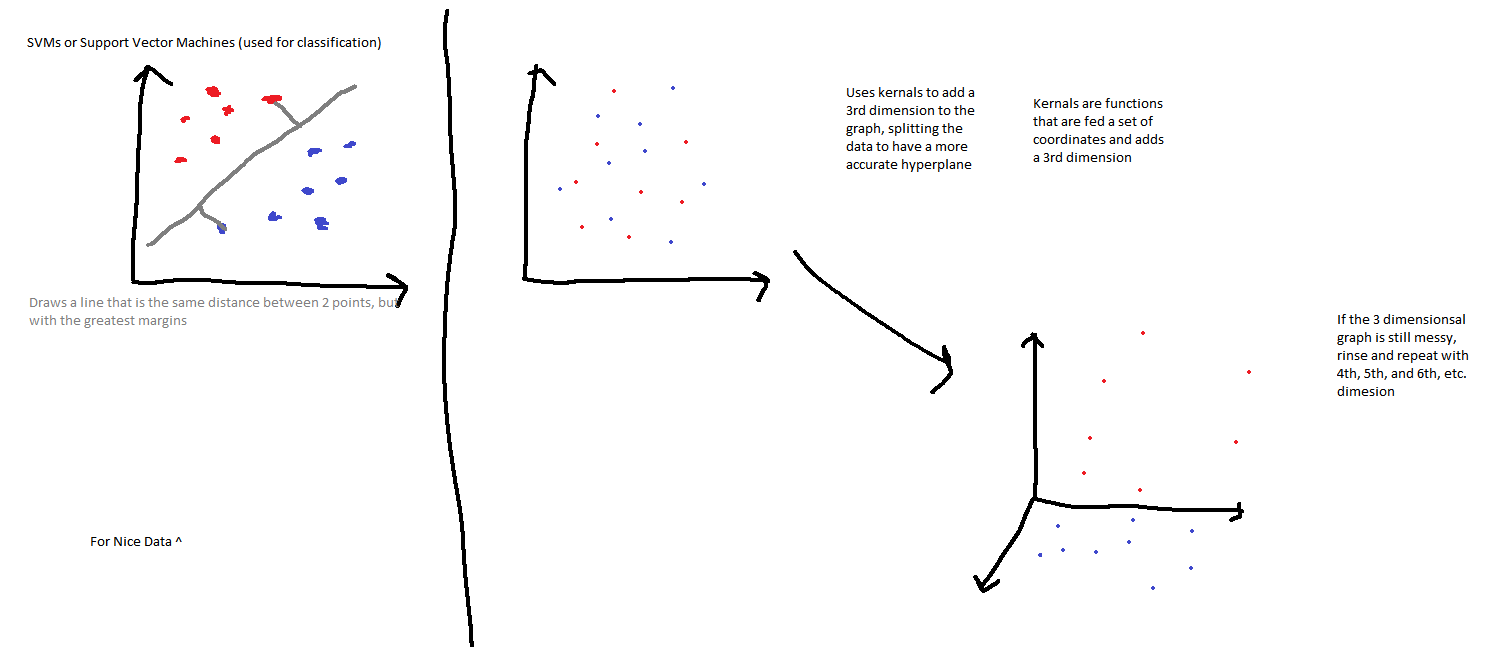 SVMs or Support Vector Machines (used for classification)
Draws a line that is the same distance between 2 points, but
with the greatest margins
For Nice Data ^
Uses kernals to add a
3rd dimension to the
graph, splitting the
data to have a more
accurate hyperplane
Kernals are functions
that are fed a set of
coordinates and adds
a 3rd dimension
If the 3 dimensionsal
graph is still messy,
rinse and repeat with
4th, 5th, and 6th, etc.
dimesion